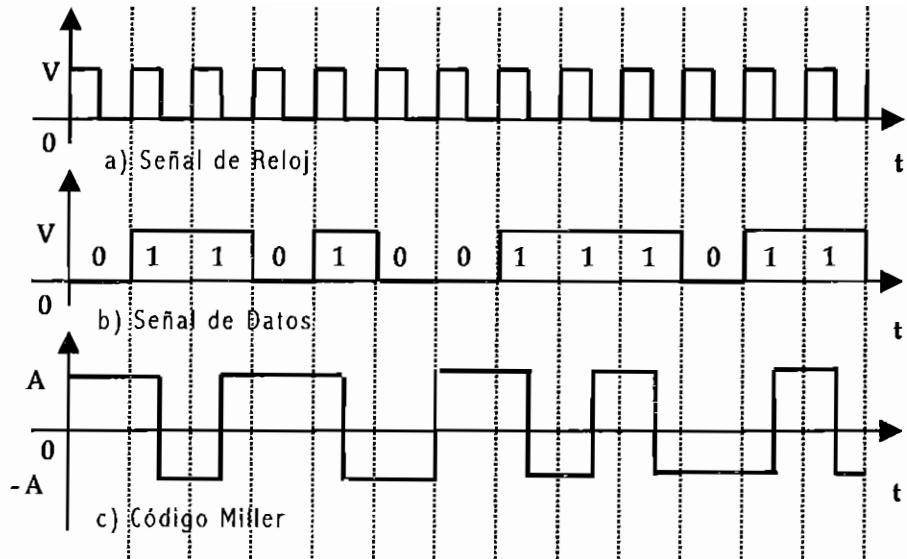 V
0
a) Señal de Reloj
t
V
0 1 1 0 1 0 0 1 1 1 0 1 1
0
b) Señal de Datos
t
A
0
-A
c) Código Miller
t